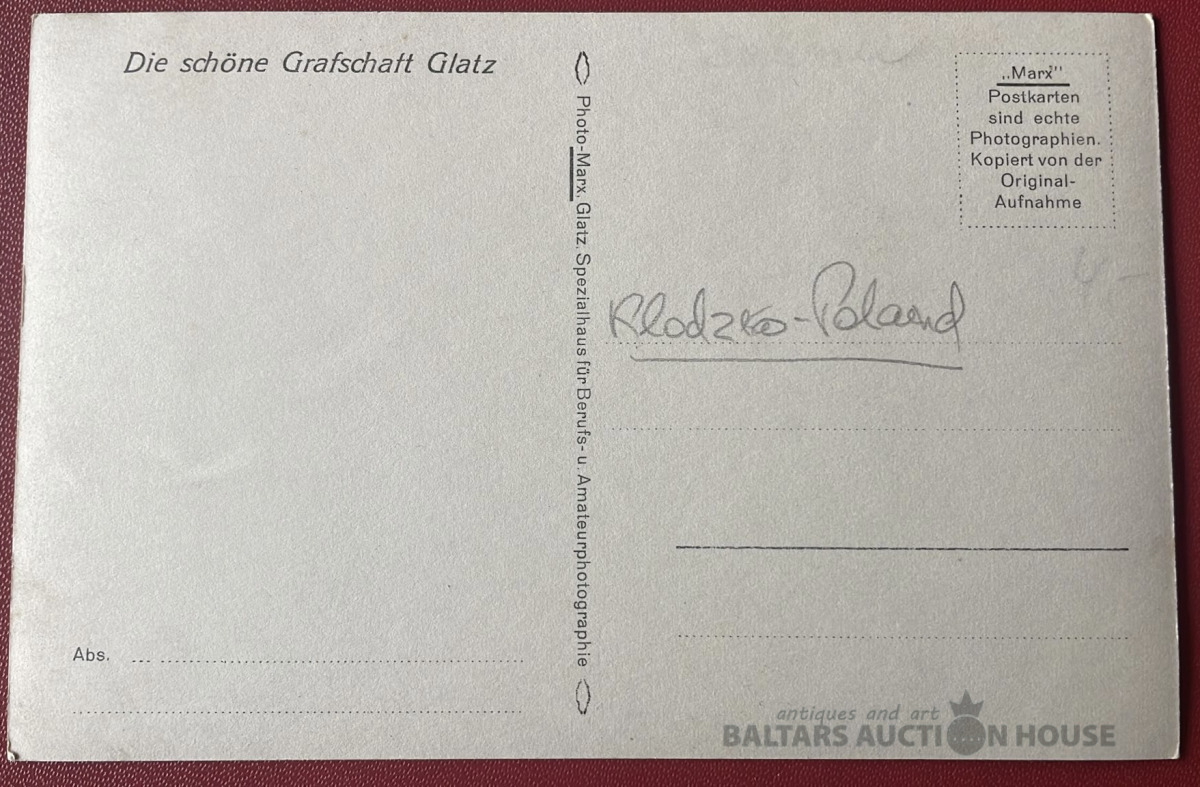 Die schöne Grafschaft Glatz
Photo-Marx, Glatz. Spezialhaus für Berufs- u. Amateurphotographie
„Marx"
Postkarten
sind echte
Photographien.
Kopiert von der
Original-
Aufnahme
Klodzko-Poland
Abs.
antiques and art
BALTARS AUCTION HOUSE